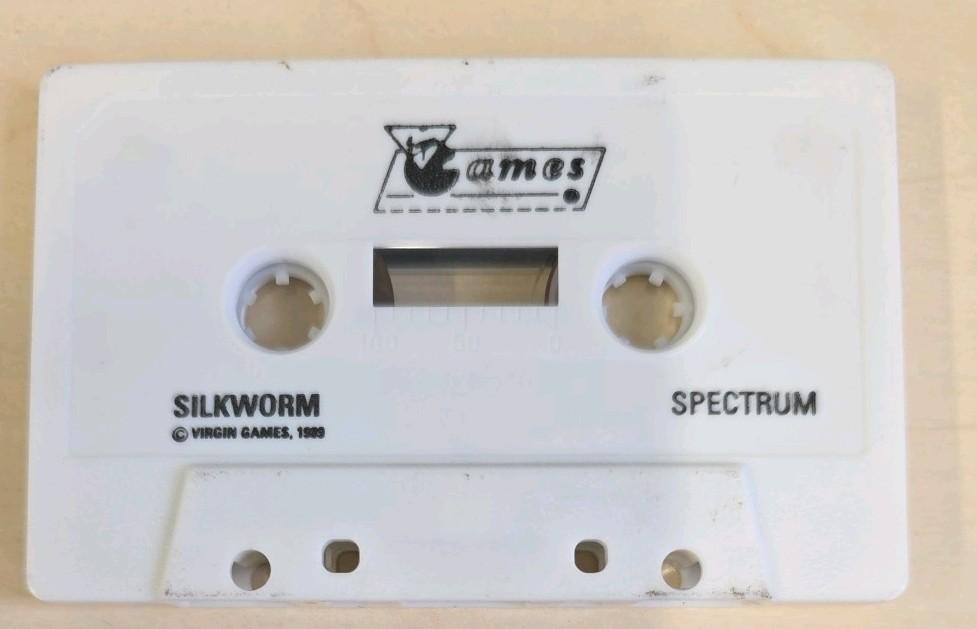 Games
100 50 0
SILKWORM
SPECTRUM
© VIRGIN GAMES, 1989